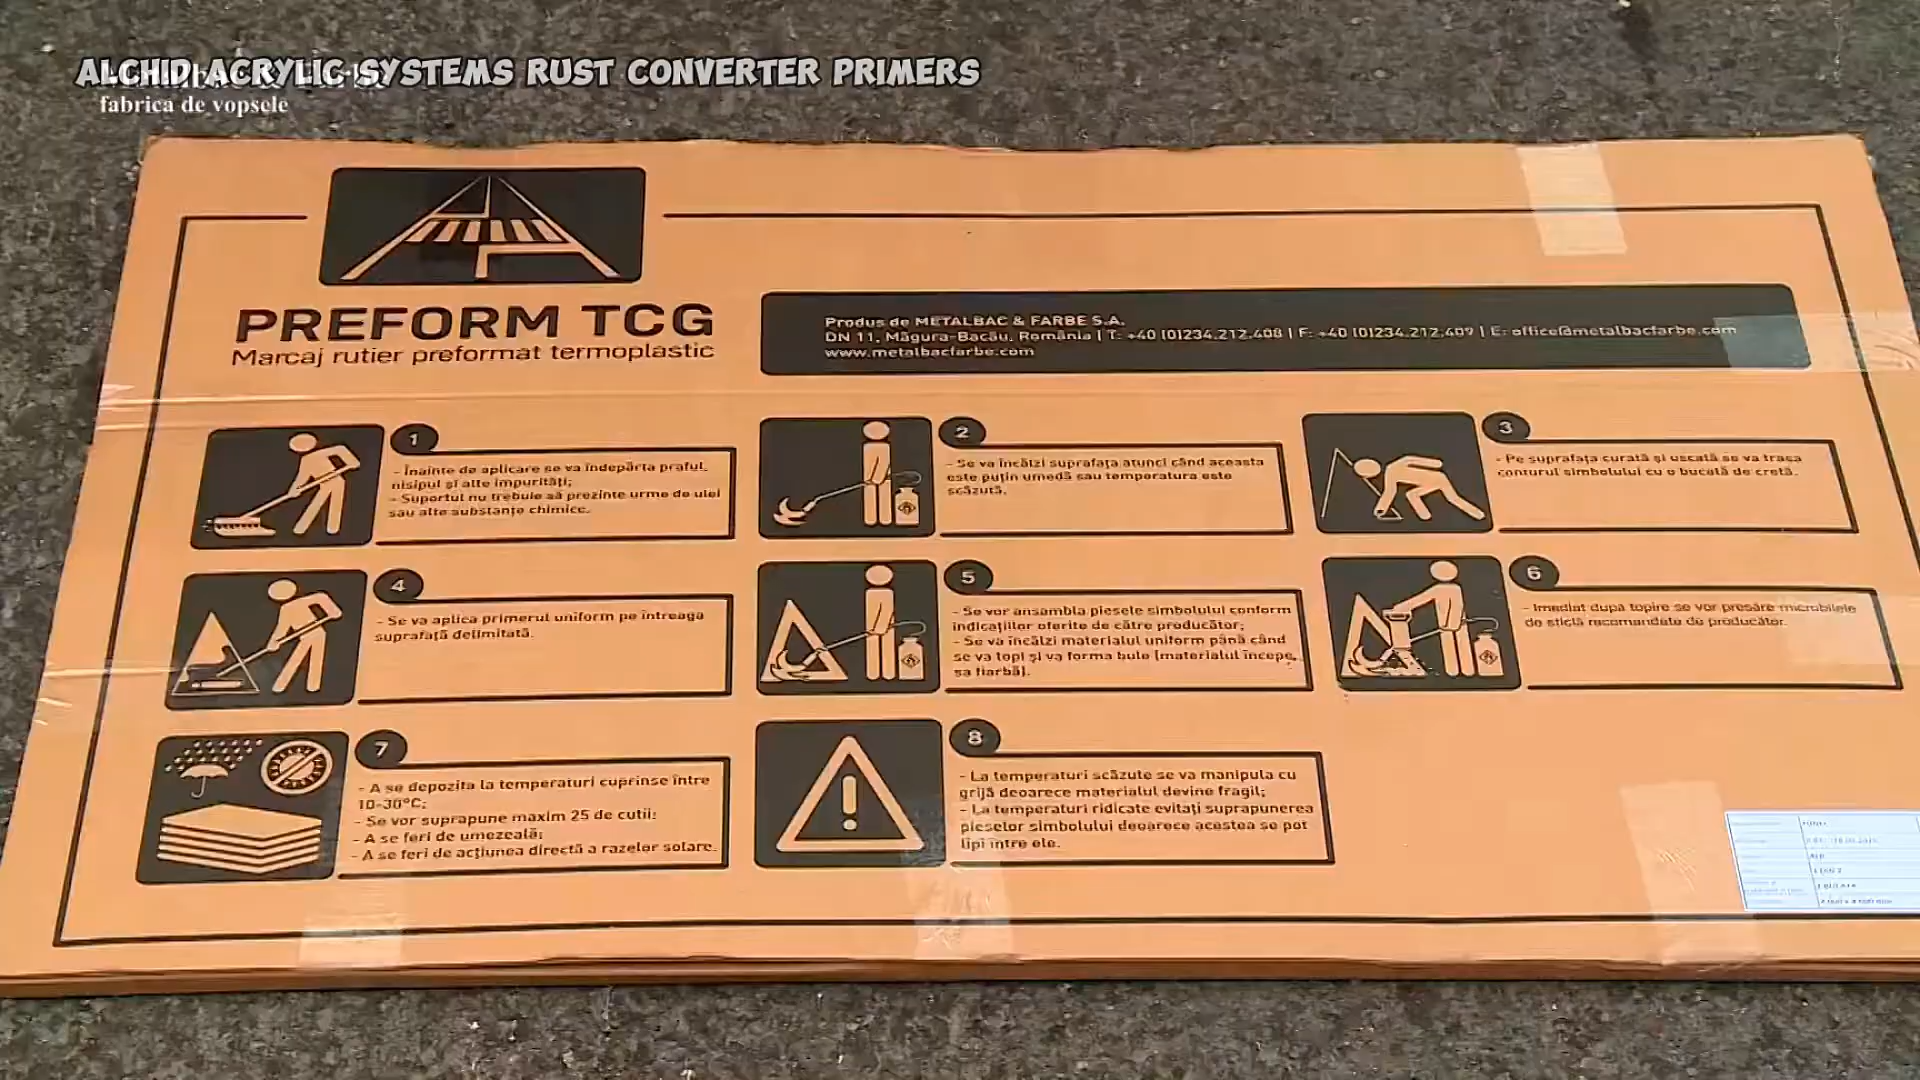 ALCHID ACRYLIC SYSTEMS RUST CONVERTER PRIMERS
fabrica de vopsele
PREFORM TCG
Marcaj rutier preformat termoplastic
Produs de METALBAC & FARBE S.A.
DN 11, Măgura-Bacău, România | T: +40 (0)234.212.408 | F: +40 (0)234.212.409 | E: office@metalbacfarbe.com
www.metalbacfarbe.com
1
- Înainte de aplicare se va îndepărta praful,
nisipul și alte impurități;
- Suportul nu trebuie să prezinte urme de ulei
sau alte substanțe chimice.
2
- Se va încălzi suprafața atunci când aceasta
este puțin umedă sau temperatura este
scăzută.
3
- Pe suprafața curată și uscată se va trasa
conturul simbolului cu o bucată de cretă.
4
- Se va aplica primerul uniform pe întreaga
suprafață delimitată.
5
- Se vor ansambla piesele simbolului conform
indicațiilor oferite de către producător;
- Se va încălzi materialul uniform până când
se va topi și va forma bule (materialul începe
sa fiarbă).
6
- Imediat după topire se vor presăra microbilele
de sticlă recomandate de producător.
7
- A se depozita la temperaturi cuprinse între
10-30°C;
- Se vor suprapune maxim 25 de cutii;
- A se feri de umezeală;
- A se feri de acțiunea directă a razelor solare.
8
- La temperaturi scăzute se va manipula cu
grijă deoarece materialul devine fragil;
- La temperaturi ridicate evitați suprapunerea
pieselor simbolului deoarece acestea se pot
lipi între ele.